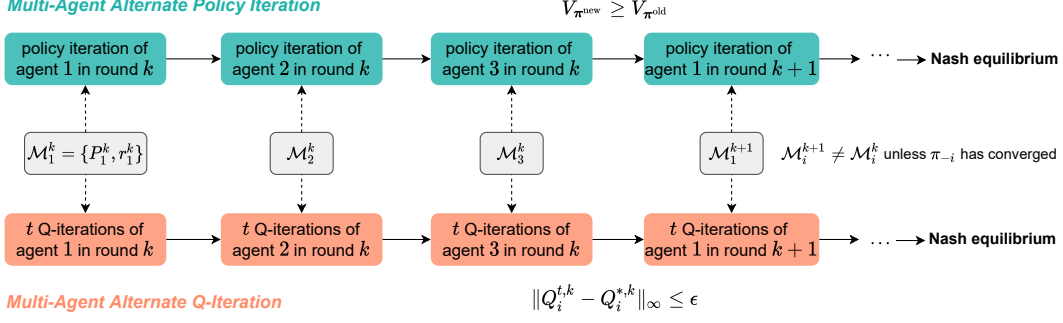 Multi-Agent Alternate Policy Iteration
V_{π^{new}} ≥ V_{π^{old}}
policy iteration of
agent 1 in round k
policy iteration of
agent 2 in round k
policy iteration of
agent 3 in round k
policy iteration of
agent 1 in round k + 1
···
Nash equilibrium
M_1^k = {P_1^k, r_1^k}
M_2^k
M_3^k
M_1^{k+1}
M_i^{k+1} ≠ M_i^k unless π_{−i} has converged
t Q-iterations of
agent 1 in round k
t Q-iterations of
agent 2 in round k
t Q-iterations of
agent 3 in round k
t Q-iterations of
agent 1 in round k + 1
···
Nash equilibrium
Multi-Agent Alternate Q-Iteration
‖Q_i^{t,k} − Q_i^{*,k}‖_∞ ≤ ϵ